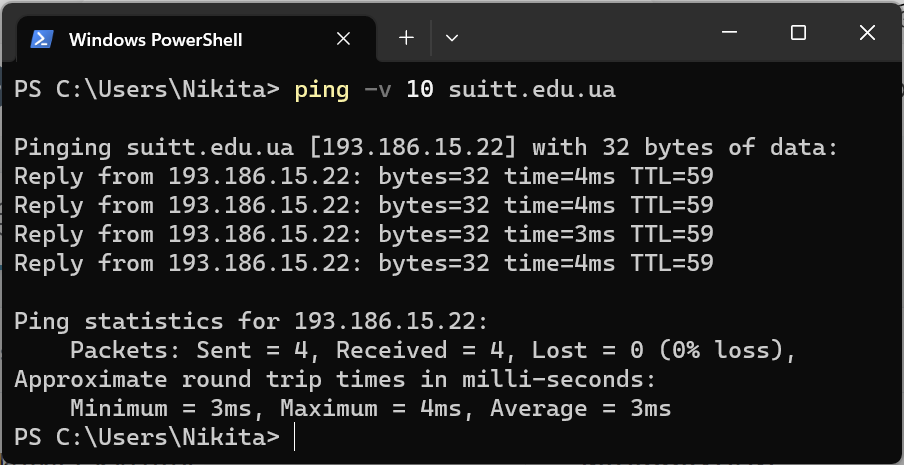 Windows PowerShell
PS C:\Users\Nikita> ping -v 10 suitt.edu.ua
Pinging suitt.edu.ua [193.186.15.22] with 32 bytes of data:
Reply from 193.186.15.22: bytes=32 time=4ms TTL=59
Reply from 193.186.15.22: bytes=32 time=4ms TTL=59
Reply from 193.186.15.22: bytes=32 time=3ms TTL=59
Reply from 193.186.15.22: bytes=32 time=4ms TTL=59
Ping statistics for 193.186.15.22:
    Packets: Sent = 4, Received = 4, Lost = 0 (0% loss),
Approximate round trip times in milli-seconds:
    Minimum = 3ms, Maximum = 4ms, Average = 3ms
PS C:\Users\Nikita>